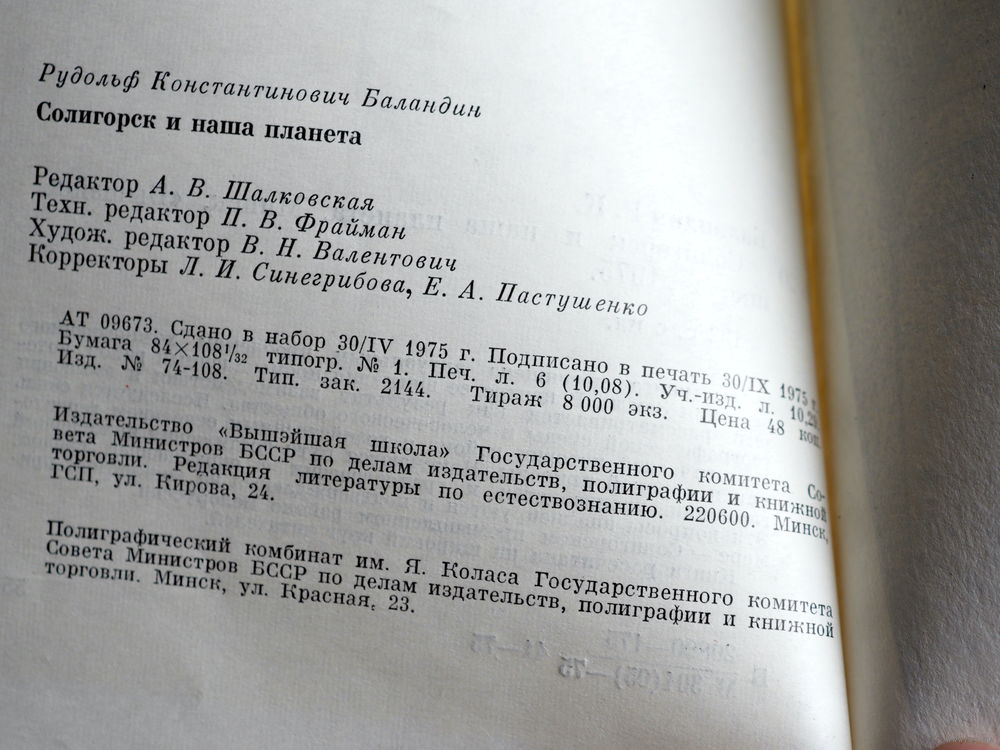 Рудольф Константинович Баландин
Солигорск и наша планета
Редактор А. В. Шалковская
Техн. редактор П. В. Фрайман
Худож. редактор В. Н. Валентович
Корректоры Л. И. Синегрибова, Е. А. Пастушенко
АТ 09673. Сдано в набор 30/IV 1975 г. Подписано в печать 30/IX 1975 г.
Бумага 84×108¹/₃₂ типогр. № 1. Печ. л. 6 (10,08). Уч.-изд. л.
Изд. № 74-108. Тип. зак. 2144. Тираж 8 000 экз. Цена 48 коп.
Издательство «Вышэйшая школа» Государственного комитета Со-
вета Министров БССР по делам издательств, полиграфии и книжной
торговли. Редакция литературы по естествознанию. 220600. Минск,
ГСП, ул. Кирова, 24.
Полиграфический комбинат им. Я. Коласа Государственного комитета
Совета Министров БССР по делам издательств, полиграфии и книжной
торговли. Минск, ул. Красная, 23.